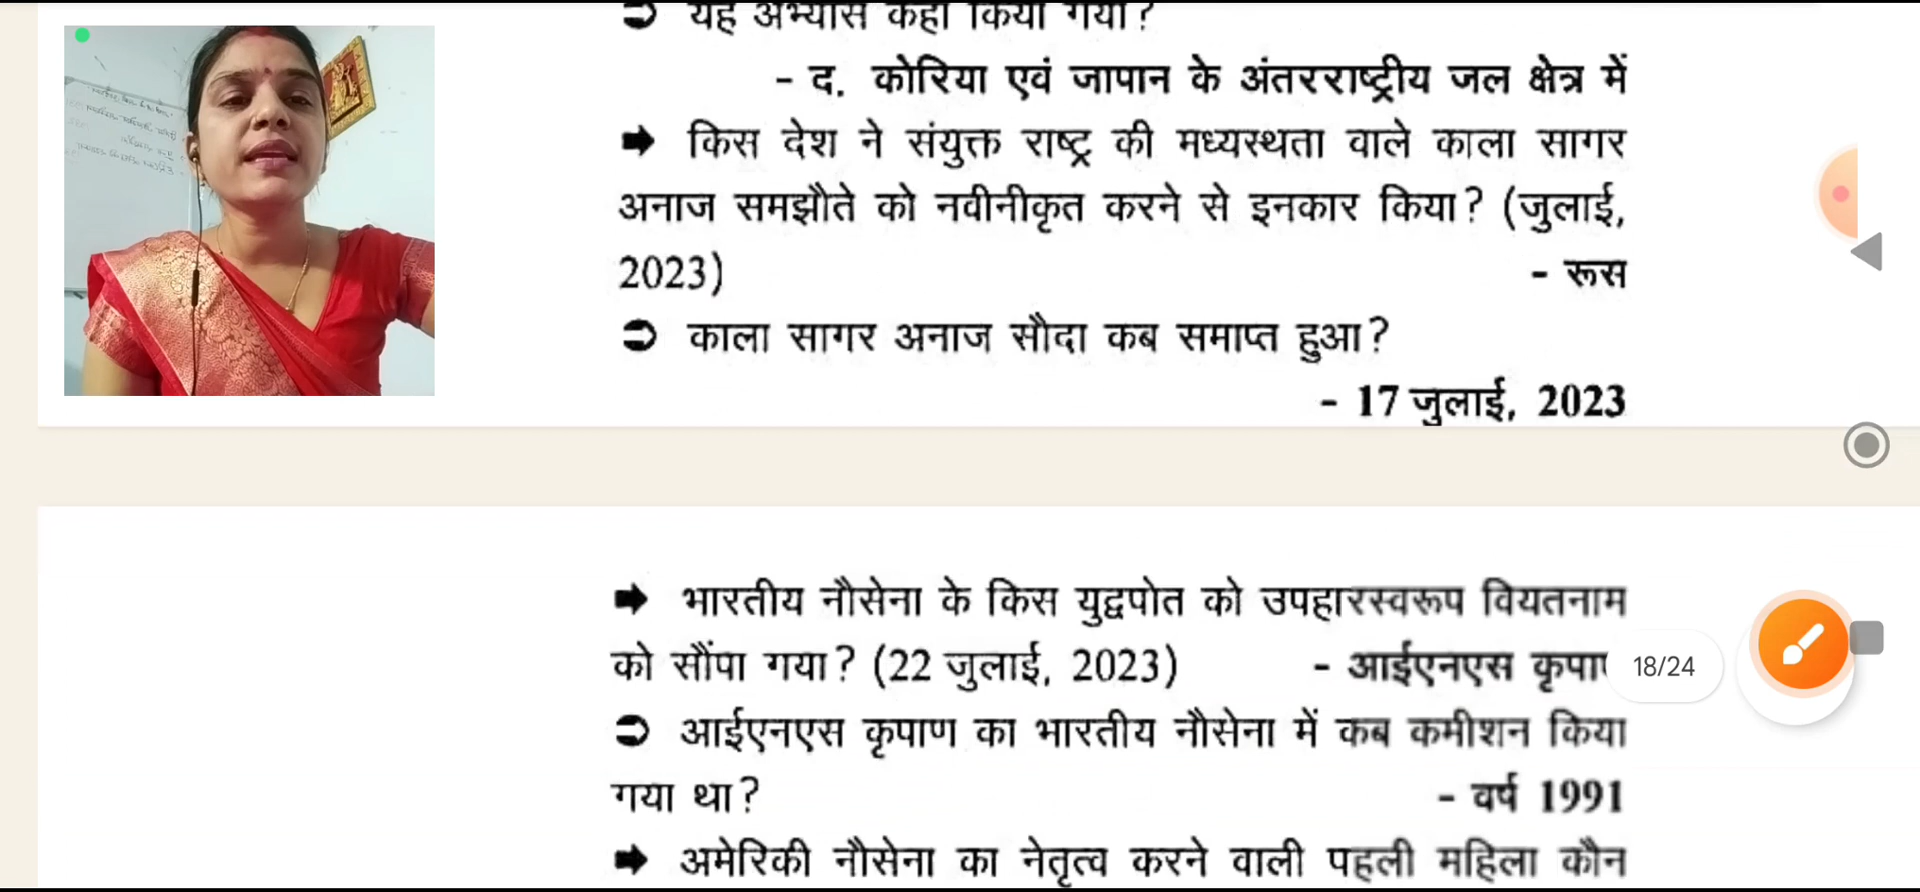 ➲ यह अभ्यास कहाँ किया गया?
- द. कोरिया एवं जापान के अंतरराष्ट्रीय जल क्षेत्र में
➡ किस देश ने संयुक्त राष्ट्र की मध्यस्थता वाले काला सागर
अनाज समझौते को नवीनीकृत करने से इनकार किया? (जुलाई,
2023) - रूस
➲ काला सागर अनाज सौदा कब समाप्त हुआ?
- 17 जुलाई, 2023
➡ भारतीय नौसेना के किस युद्वपोत को उपहारस्वरूप वियतनाम
को सौंपा गया? (22 जुलाई, 2023) - आईएनएस कृपा
18/24
➲ आईएनएस कृपाण का भारतीय नौसेना में कब कमीशन किया
गया था? - वर्ष 1991
➡ अमेरिकी नौसेना का नेतृत्व करने वाली पहली महिला कौन